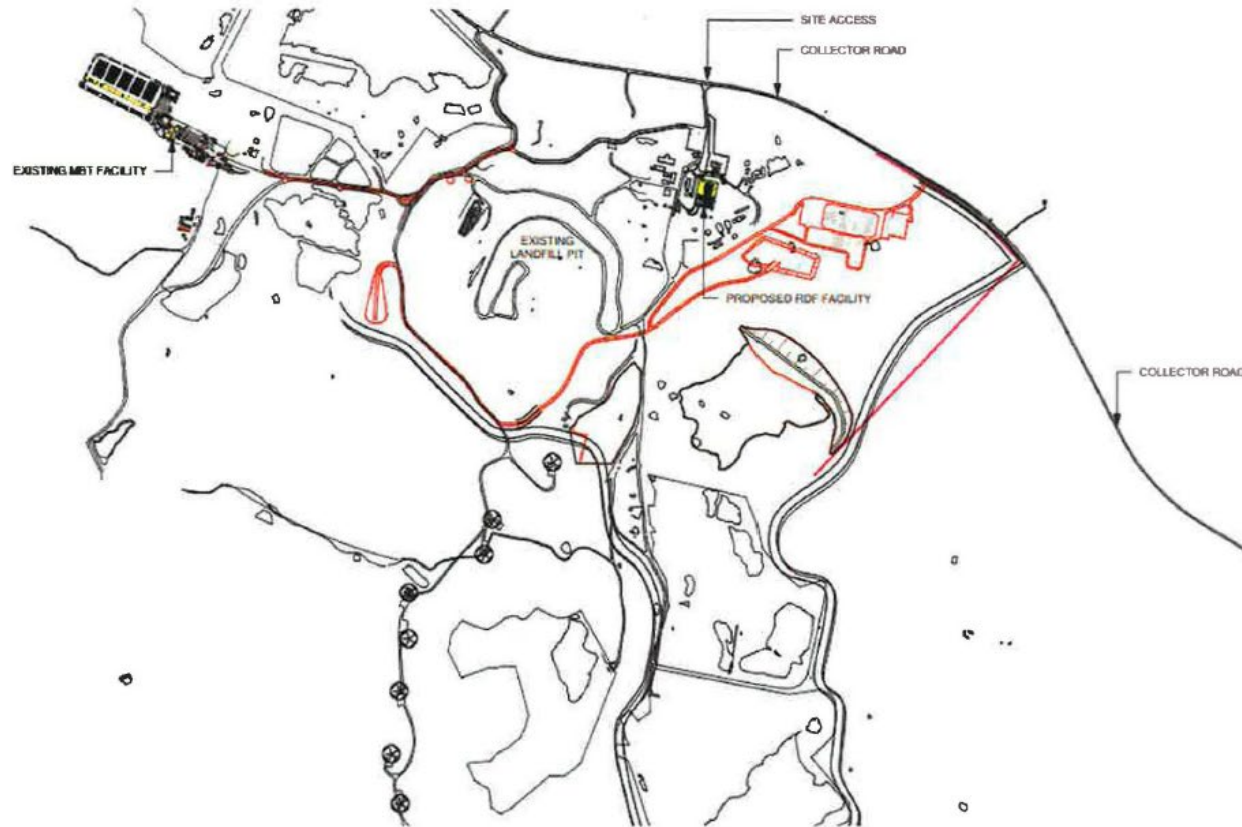 SITE ACCESS
COLLECTOR ROAD
EXISTING MBT FACILITY
EXISTING
LANDFILL PIT
PROPOSED RDF FACILITY
COLLECTOR ROAD